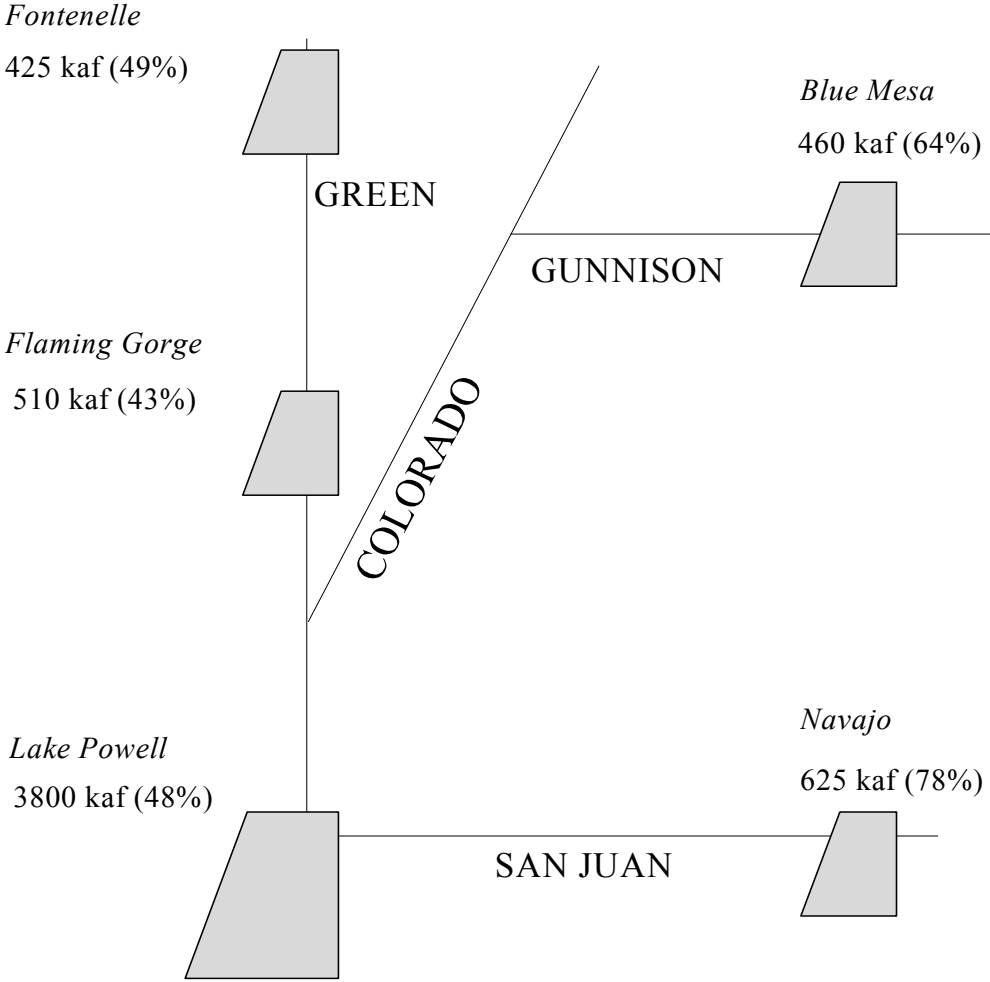 Fontenelle
425 kaf (49%)
Blue Mesa
460 kaf (64%)
GREEN
GUNNISON
Flaming Gorge
510 kaf (43%)
COLORADO
Lake Powell
3800 kaf (48%)
Navajo
625 kaf (78%)
SAN JUAN